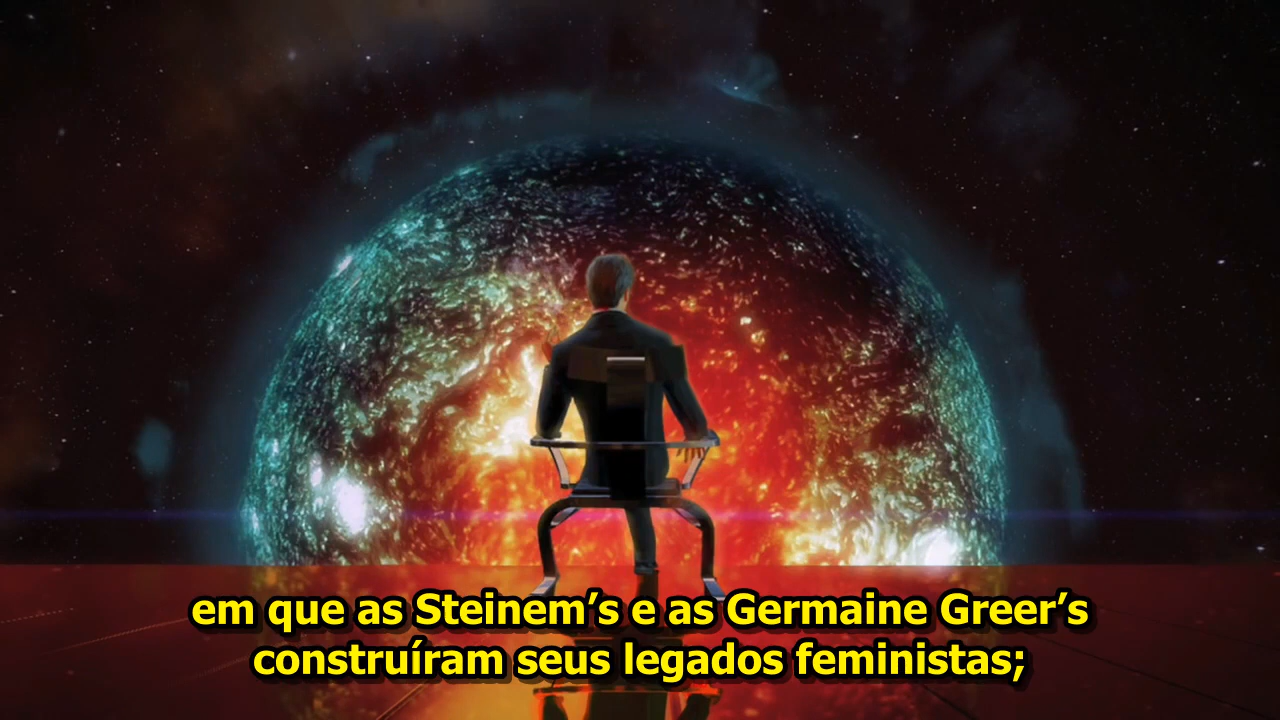 em que as Steinem’s e as Germaine Greer’s
construíram seus legados feministas;